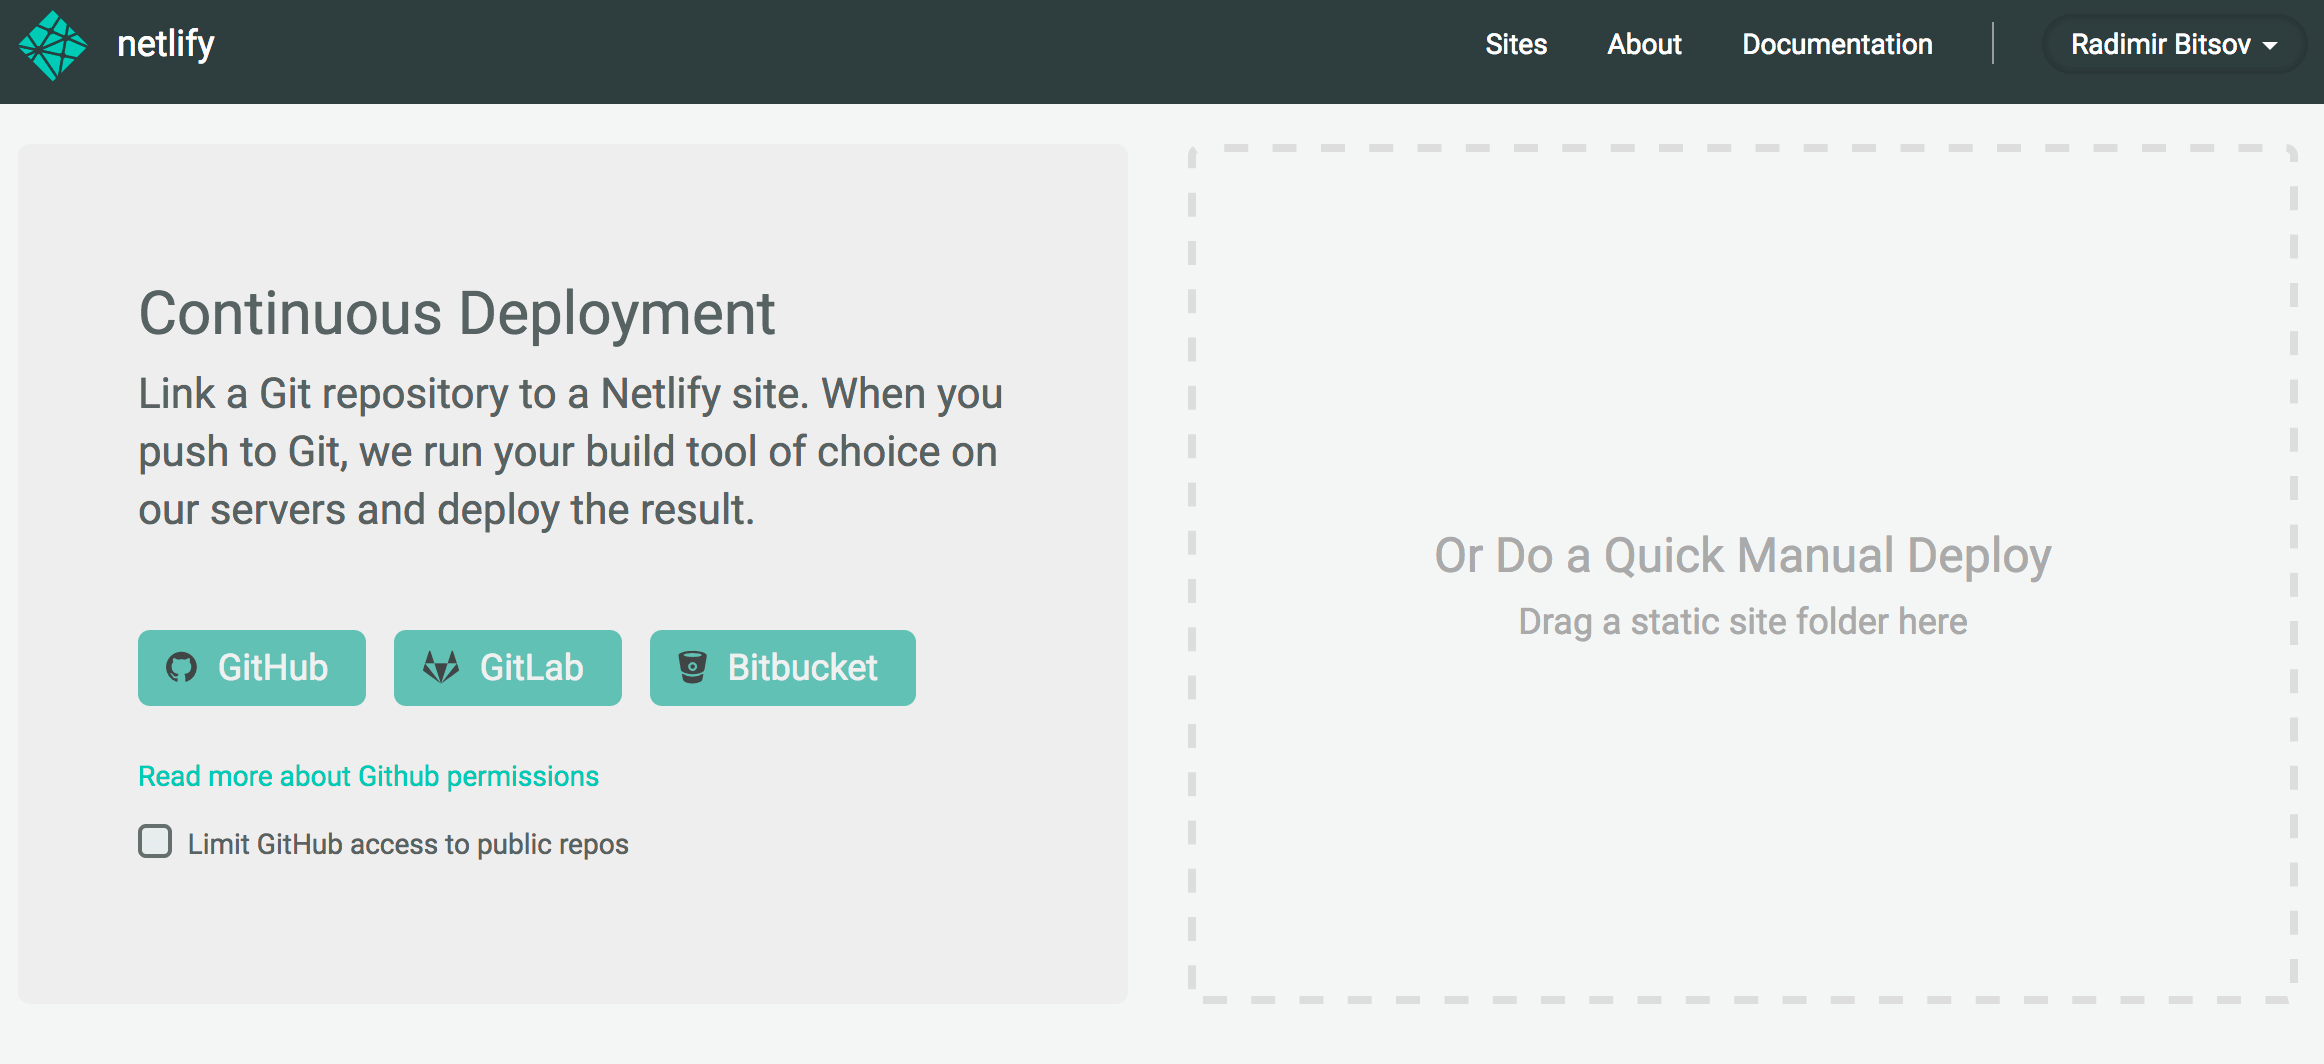 netlify
Sites
About
Documentation
Radimir Bitsov
Continuous Deployment
Link a Git repository to a Netlify site. When you
push to Git, we run your build tool of choice on
our servers and deploy the result.
GitHub
GitLab
Bitbucket
Read more about Github permissions
Limit GitHub access to public repos
Or Do a Quick Manual Deploy
Drag a static site folder here